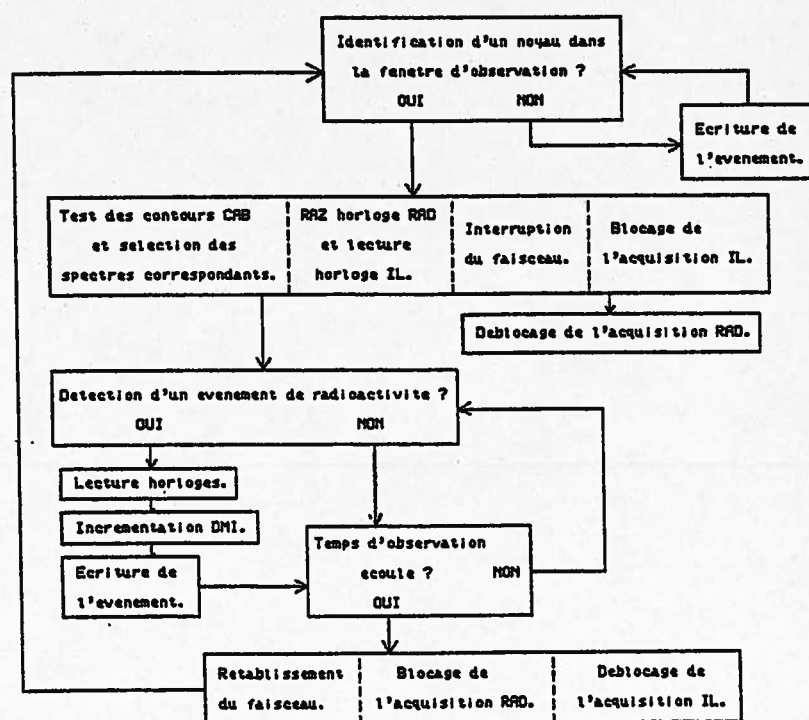 Identification d'un noyau dans
la fenetre d'observation ?
OUI NON
Ecriture de
l'evenement.
Test des contours CAB
et selection des
spectres correspondants.
RAZ horloge RAD
et lecture
horloge IL.
Interruption
du faisceau.
Blocage de
l'acquisition IL.
Deblocage de l'acquisition RAD.
Detection d'un evenement de radioactivite ?
OUI NON
Lecture horloges.
Incrementation DMI.
Ecriture de
l'evenement.
Temps d'observation
ecoule ? NON
OUI
Retablissement
du faisceau.
Blocage de
l'acquisition RAD.
Deblocage de
l'acquisition IL.